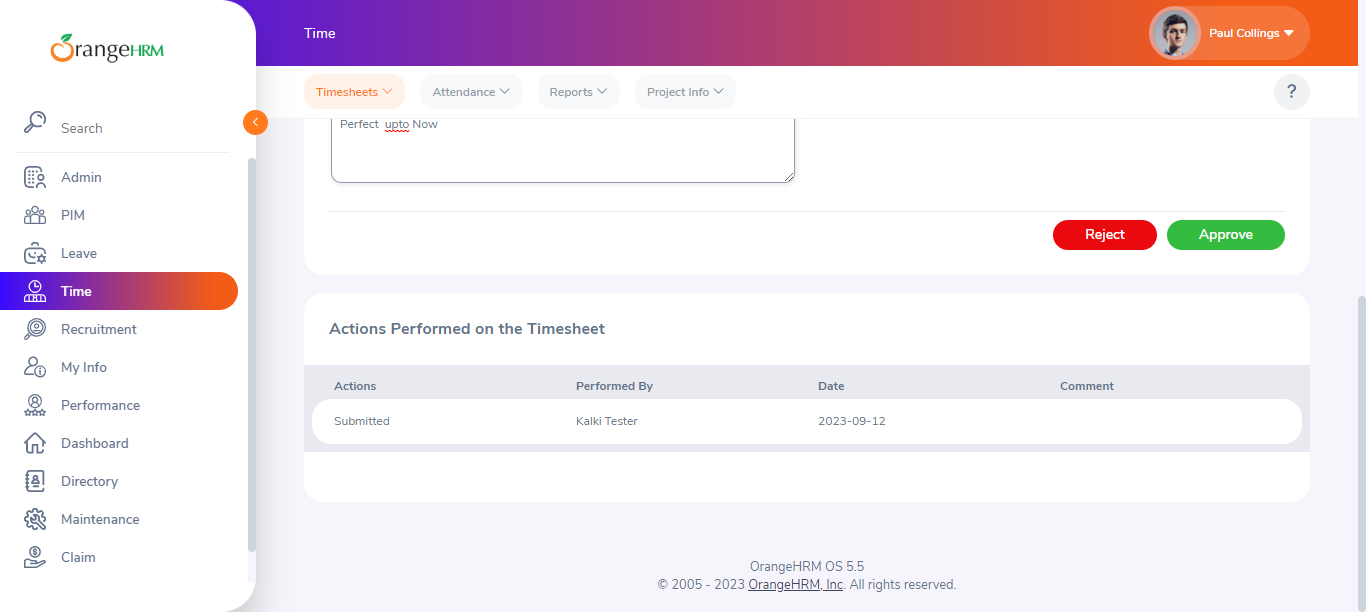 OrangeHRM
Time
Paul Collings
Timesheets
Attendance
Reports
Project Info
?
Search
Admin
PIM
Leave
Time
Recruitment
My Info
Performance
Dashboard
Directory
Maintenance
Claim
Perfect  upto Now
Reject
Approve
Actions Performed on the Timesheet
Actions Performed By Date Comment
Submitted Kalki Tester 2023-09-12
OrangeHRM OS 5.5
© 2005 - 2023 OrangeHRM, Inc. All rights reserved.